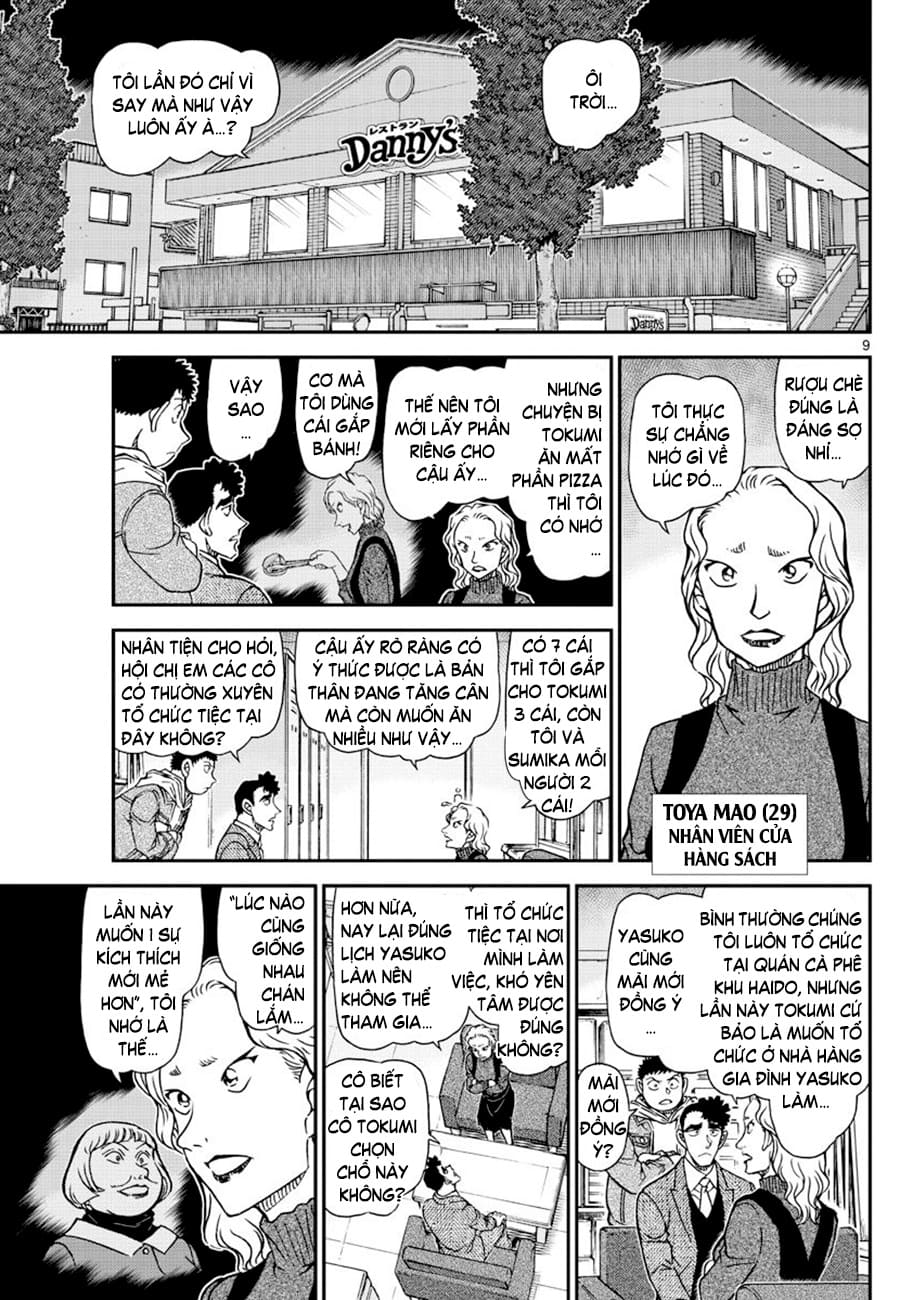 ÔI
TRỜI...
TÔI LẦN ĐÓ CHỈ VÌ
SAY MÀ NHƯ VẬY
LUÔN ẤY À...?
レストラン
Danny's
Danny's
9
RƯỢU CHÈ
ĐÚNG LÀ
ĐÁNG SỢ
NHỈ...
TÔI THỰC
SỰ CHẲNG
NHỚ GÌ VỀ
LÚC ĐÓ...
TOYA MAO (29)
NHÂN VIÊN CỬA
HÀNG SÁCH
NHƯNG
CHUYỆN BỊ
TOKUMI
ĂN MẤT
PHẦN PIZZA
THÌ TÔI
CÓ NHỚ
...
THẾ NÊN TÔI
MỚI LẤY PHẦN
RIÊNG CHO
CẬU ẤY...
CƠ MÀ
TÔI DÙNG
CÁI GẮP
BÁNH!
VẬY
SAO
...
CÓ 7 CÁI
THÌ TÔI GẮP
CHO TOKUMI
3 CÁI, CÒN
TÔI VÀ
SUMIKA MỖI
NGƯỜI 2
CÁI!
CẬU ẤY RÕ RÀNG CÓ
Ý THỨC ĐƯỢC LÀ BẢN
THÂN ĐANG TĂNG CÂN
MÀ CÒN MUỐN ĂN
NHIỀU NHƯ VẬY...
NHÂN TIỆN CHO HỎI,
HỘI CHỊ EM CÁC CÔ
CÓ THƯỜNG XUYÊN
TỔ CHỨC TIỆC TẠI
ĐÂY KHÔNG?
BÌNH THƯỜNG CHÚNG
TÔI LUÔN TỔ CHỨC
TẠI QUÁN CÀ PHÊ
KHU HAIDO, NHƯNG
LẦN NÀY TOKUMI CỨ
BẢO LÀ MUỐN TỔ
CHỨC Ở NHÀ HÀNG
GIA ĐÌNH YASUKO
LÀM...
YASUKO
CŨNG
MÃI MỚI
ĐỒNG Ý
...
MÃI
MỚI
ĐỒNG
Ý?
THÌ TỔ CHỨC
TIỆC TẠI NƠI
MÌNH LÀM
VIỆC, KHÓ YÊN
TÂM ĐƯỢC
ĐÚNG
KHÔNG?
HƠN NỮA,
NAY LẠI ĐÚNG
LỊCH YASUKO
LÀM NÊN
KHÔNG THỂ
THAM GIA...
CÔ BIẾT
TẠI SAO
CÔ TOKUMI
CHỌN
CHỖ NÀY
KHÔNG?
"LÚC NÀO
CŨNG
GIỐNG
NHAU
CHÁN
LẮM...
LẦN NÀY
MUỐN 1 SỰ
KÍCH THÍCH
MỚI MẺ
HƠN", TÔI
NHỚ LÀ
THẾ...